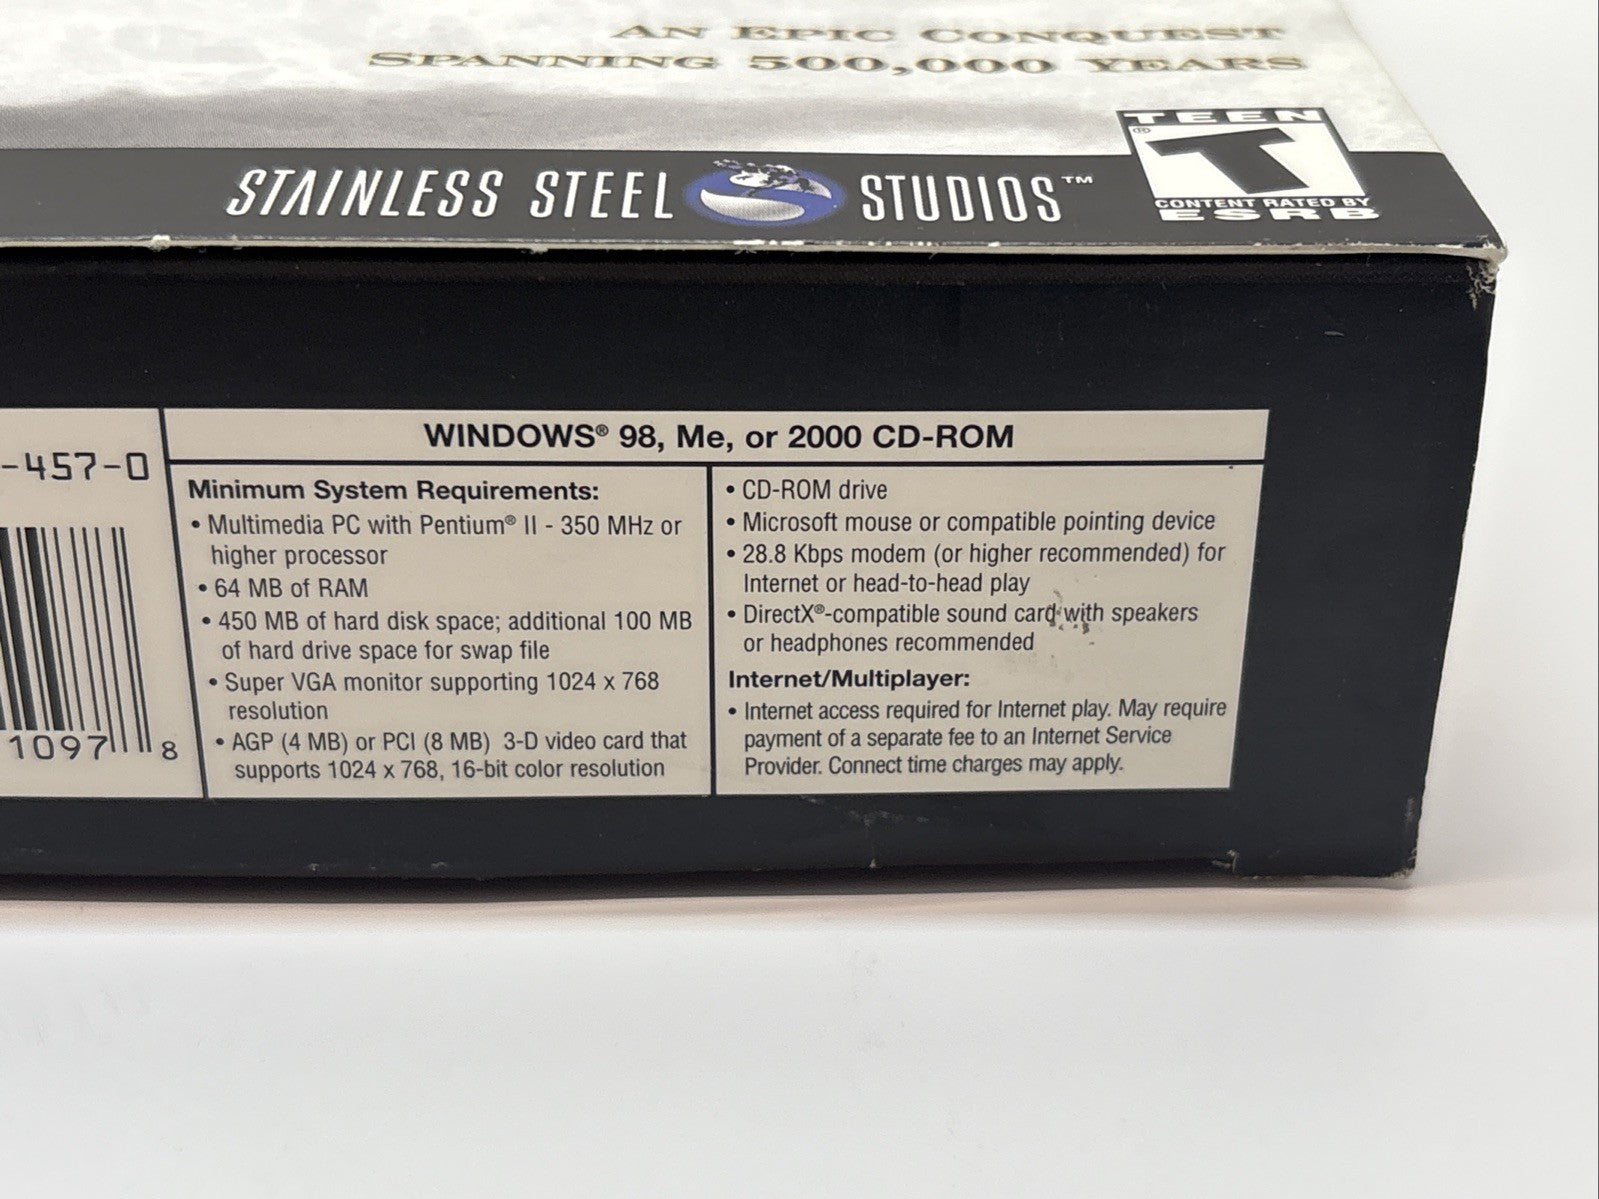 AN EPIC CONQUEST
SPANNING 500,000 YEARS
TEEN
T
®
CONTENT RATED BY
ESRB
STAINLESS STEEL STUDIOS™
-457-0
1097 8
WINDOWS® 98, Me, or 2000 CD-ROM
Minimum System Requirements:
• Multimedia PC with Pentium® II - 350 MHz or
higher processor
• 64 MB of RAM
• 450 MB of hard disk space; additional 100 MB
of hard drive space for swap file
• Super VGA monitor supporting 1024 x 768
resolution
• AGP (4 MB) or PCI (8 MB) 3-D video card that
supports 1024 x 768, 16-bit color resolution
• CD-ROM drive
• Microsoft mouse or compatible pointing device
• 28.8 Kbps modem (or higher recommended) for
Internet or head-to-head play
• DirectX®-compatible sound card with speakers
or headphones recommended
Internet/Multiplayer:
• Internet access required for Internet play. May require
payment of a separate fee to an Internet Service
Provider. Connect time charges may apply.